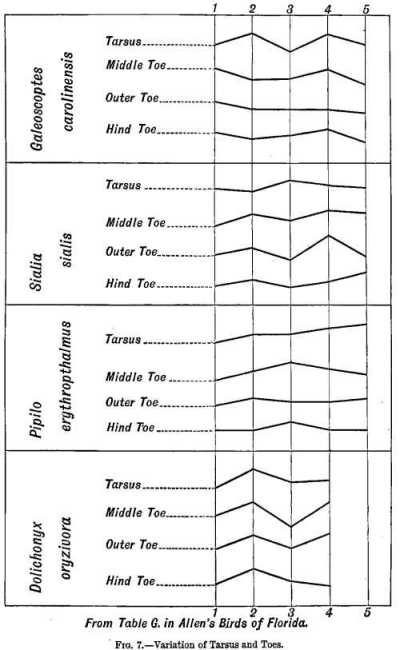 1 2 3 4 5
Galeoscoptes
carolinensis
Tarsus
Middle Toe
Outer Toe
Hind Toe
Sialia
sialis
Tarsus
Middle Toe
Outer Toe
Hind Toe
Pipilo
erythropthalmus
Tarsus
Middle Toe
Outer Toe
Hind Toe
Dolichonyx
oryzivora
Tarsus
Middle Toe
Outer Toe
Hind Toe
1 2 3 4 5
From Table G. in Allen's Birds of Florida.
Fig. 7.—Variation of Tarsus and Toes.